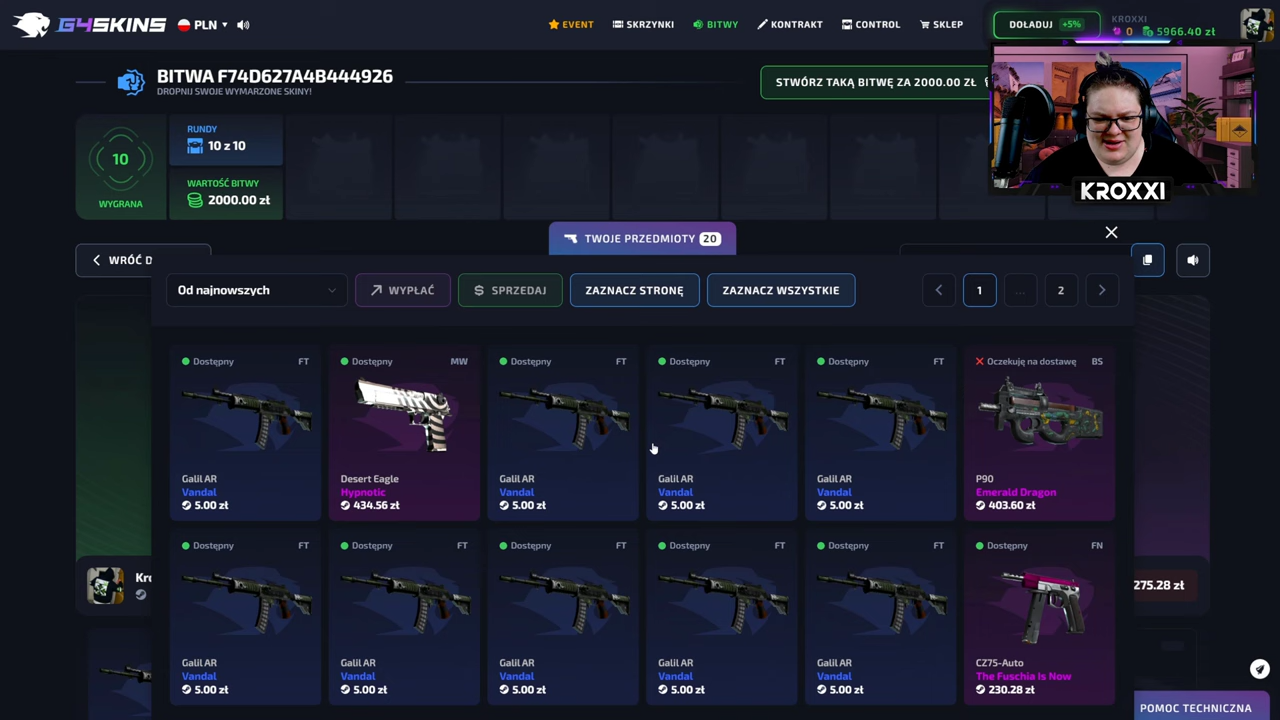 G4SKINS
PLN
EVENT
SKRZYNKI
BITWY
KONTRAKT
CONTROL
SKLEP
DOŁADUJ +5%
KROXXI
0 5966.40 zł
BITWA F74D627A4B444926
DROPNIJ SWOJE WYMARZONE SKINY!
STWÓRZ TAKĄ BITWĘ ZA 2000.00 ZŁ
KROXXI
10
WYGRANA
RUNDY
10 z 10
WARTOŚĆ BITWY
2000.00 zł
TWOJE PRZEDMIOTY 20
WRÓĆ D
Od najnowszych
WYPŁAĆ
SPRZEDAJ
ZAZNACZ STRONĘ
ZAZNACZ WSZYSTKIE
1
...
2
Dostępny FT
Galil AR
Vandal
5.00 zł
Dostępny MW
Desert Eagle
Hypnotic
434.56 zł
Dostępny FT
Galil AR
Vandal
5.00 zł
Dostępny FT
Galil AR
Vandal
5.00 zł
Dostępny FT
Galil AR
Vandal
5.00 zł
Oczekuję na dostawę BS
P90
Emerald Dragon
403.60 zł
Dostępny FT
Galil AR
Vandal
5.00 zł
Dostępny FT
Galil AR
Vandal
5.00 zł
Dostępny FT
Galil AR
Vandal
5.00 zł
Dostępny FT
Galil AR
Vandal
5.00 zł
Dostępny FT
Galil AR
Vandal
5.00 zł
Dostępny FN
CZ75-Auto
The Fuschia Is Now
230.28 zł
Kro
275.28 zł
POMOC TECHNICZNA